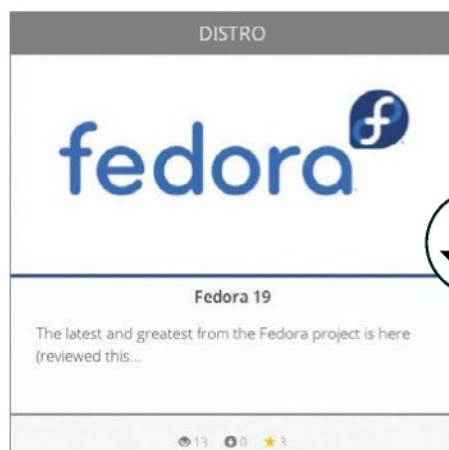 DISTRO
fedora
Fedora 19
The latest and greatest from the Fedora project is here
(reviewed this...
13 0 3